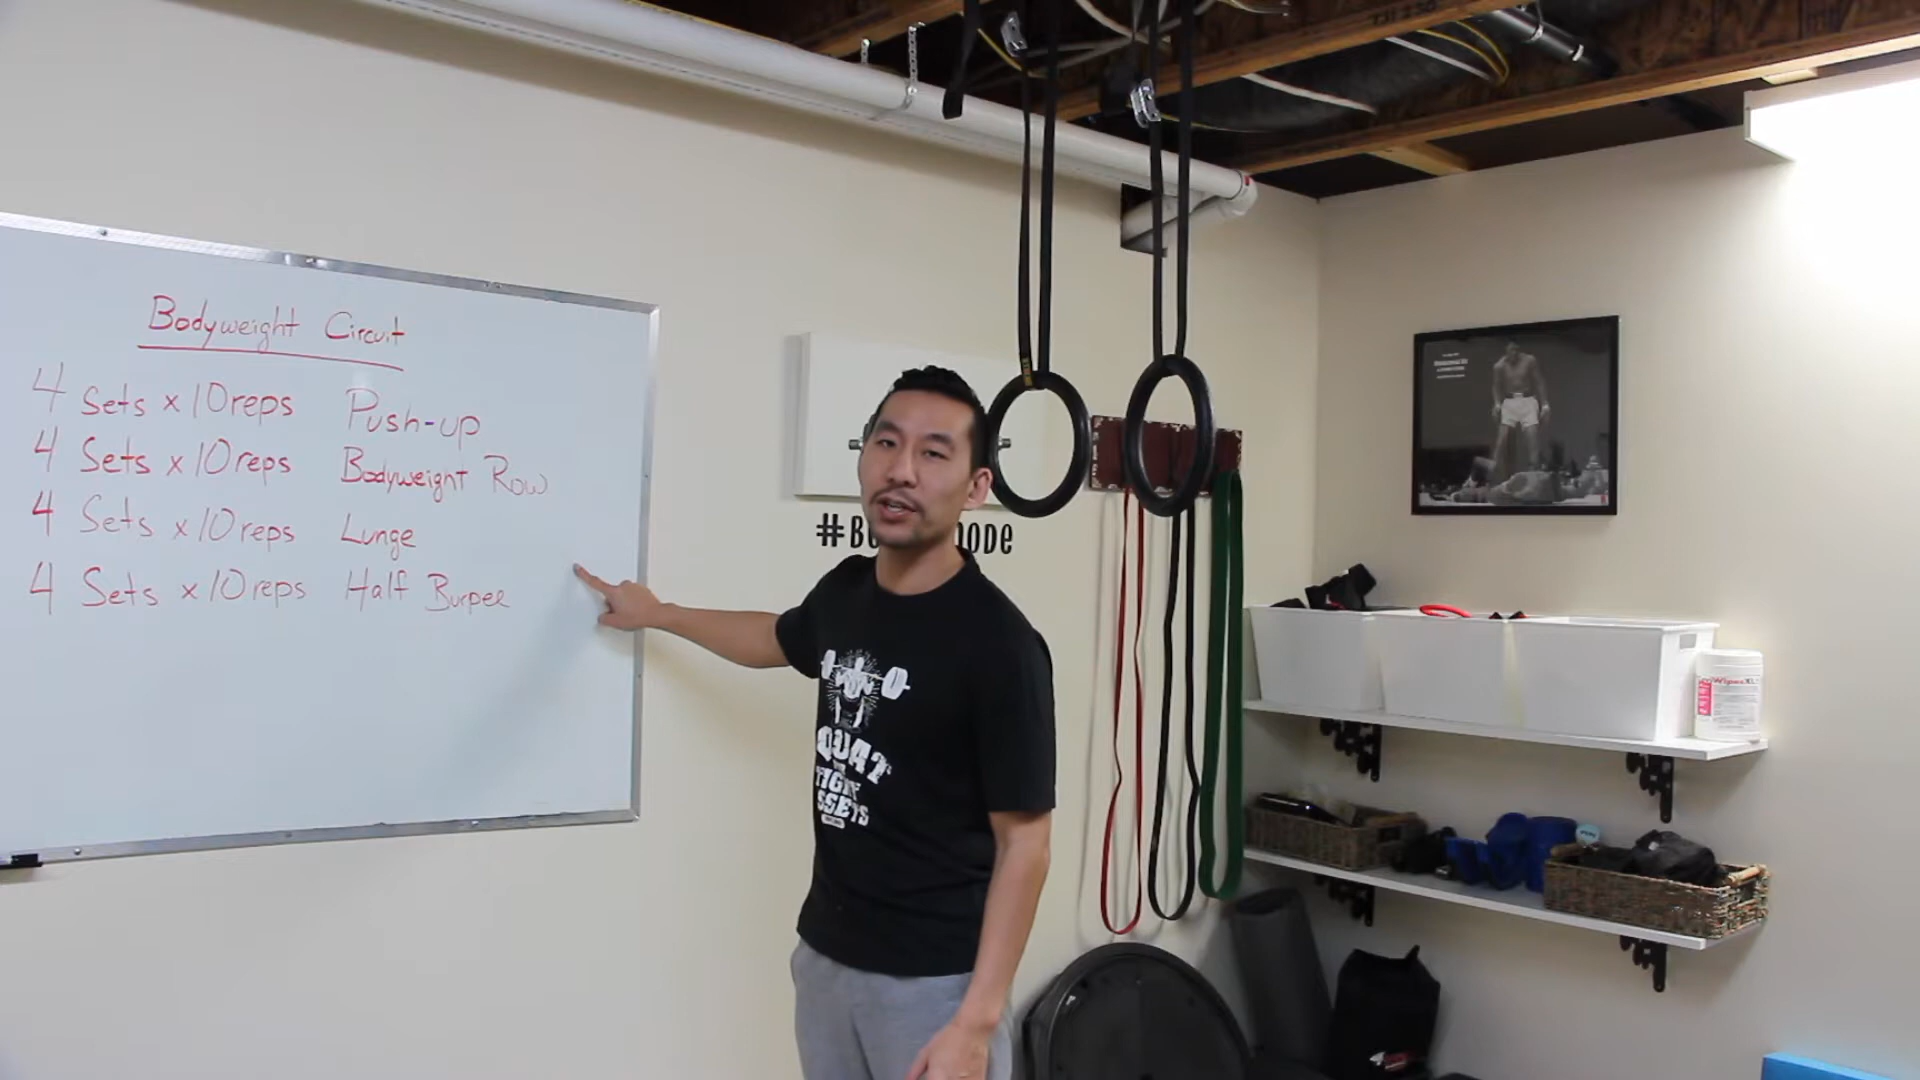 Bodyweight Circuit
4 Sets x 10 reps Push-up
4 Sets x 10 reps Bodyweight Row
4 Sets x 10 reps Lunge
4 Sets x 10 reps Half Burpee